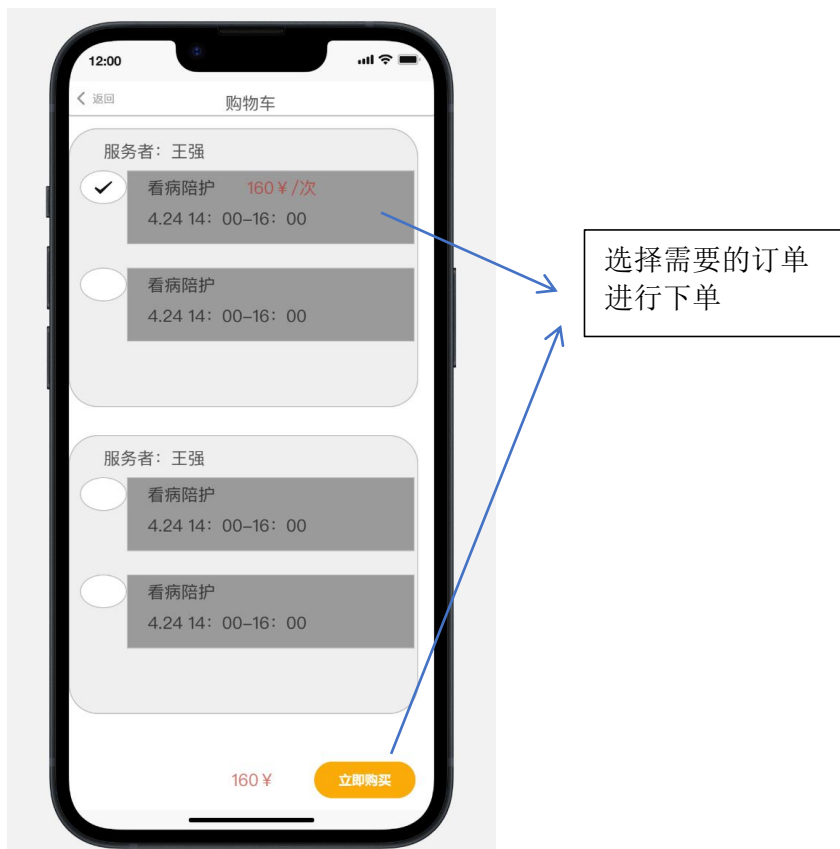 12:00
返回
购物车
服务者：王强
看病陪护 160￥/次
4.24 14：00–16：00
看病陪护
4.24 14：00–16：00
服务者：王强
看病陪护
4.24 14：00–16：00
看病陪护
4.24 14：00–16：00
160￥ 立即购买
选择需要的订单
进行下单